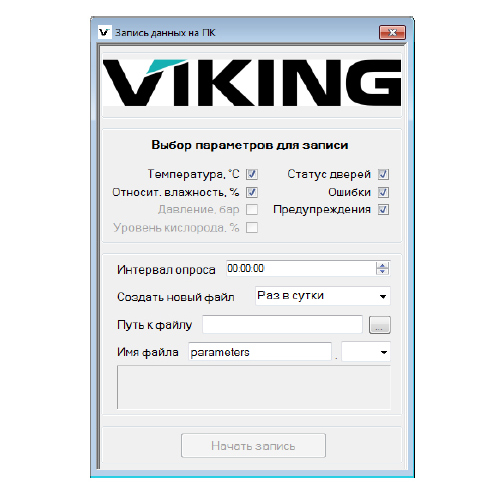 Запись данных на ПК
VIKING
Выбор параметров для записи
Температура, °C
Статус дверей
Относит. влажность, %
Ошибки
Давление, бар
Предупреждения
Уровень кислорода, %
Интервал опроса 00:00:00
Создать новый файл Раз в сутки
Путь к файлу ...
Имя файла parameters .
Начать запись